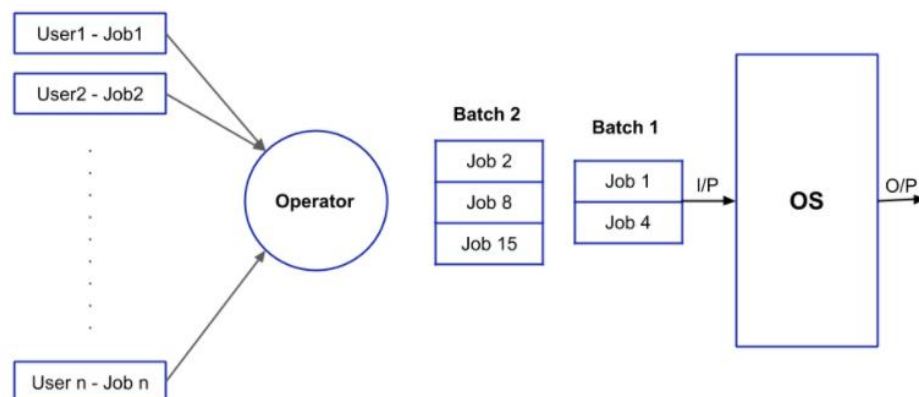 User1 - Job1
User2 - Job2
User n - Job n
Operator
Batch 2
Job 2
Job 8
Job 15
Batch 1
Job 1
Job 4
I/P
OS
O/P